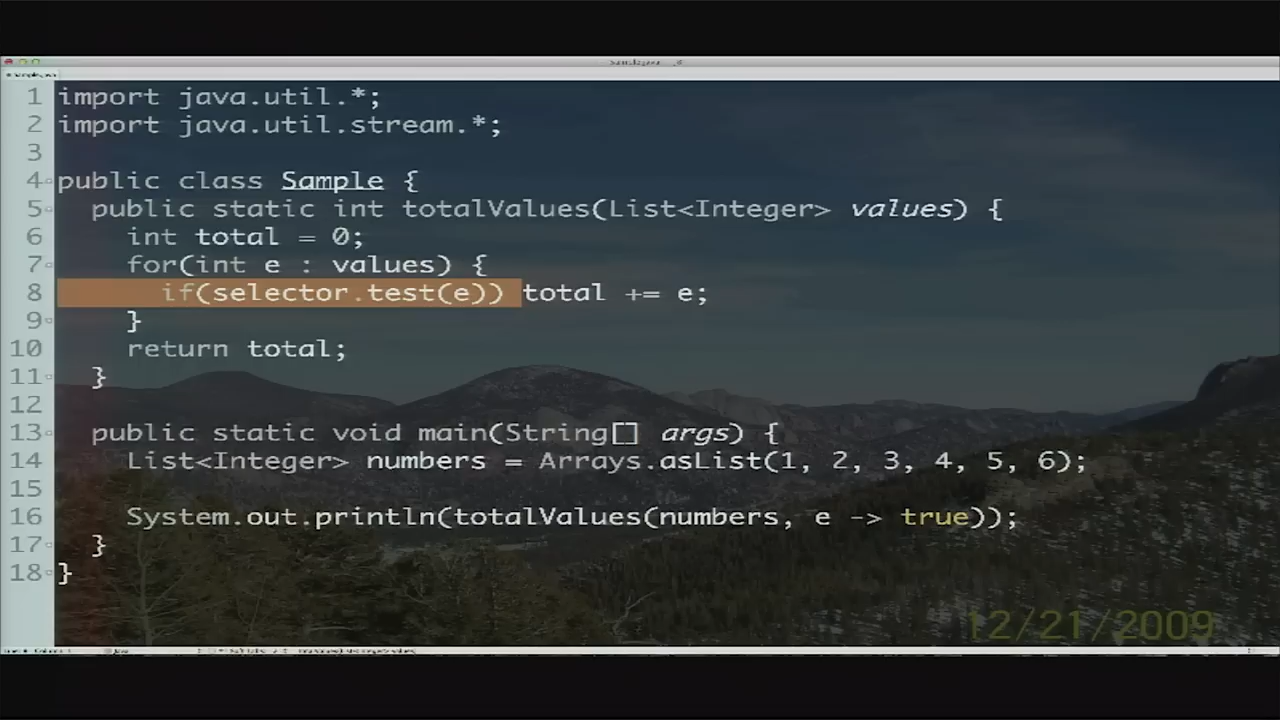 1 import java.util.*;
2 import java.util.stream.*;
3
4 public class Sample {
5   public static int totalValues(List<Integer> values) {
6     int total = 0;
7     for(int e : values) {
8       if(selector.test(e)) total += e;
9     }
10    return total;
11  }
12
13  public static void main(String[] args) {
14    List<Integer> numbers = Arrays.asList(1, 2, 3, 4, 5, 6);
15
16    System.out.println(totalValues(numbers, e -> true));
17  }
18 }
12/21/2009